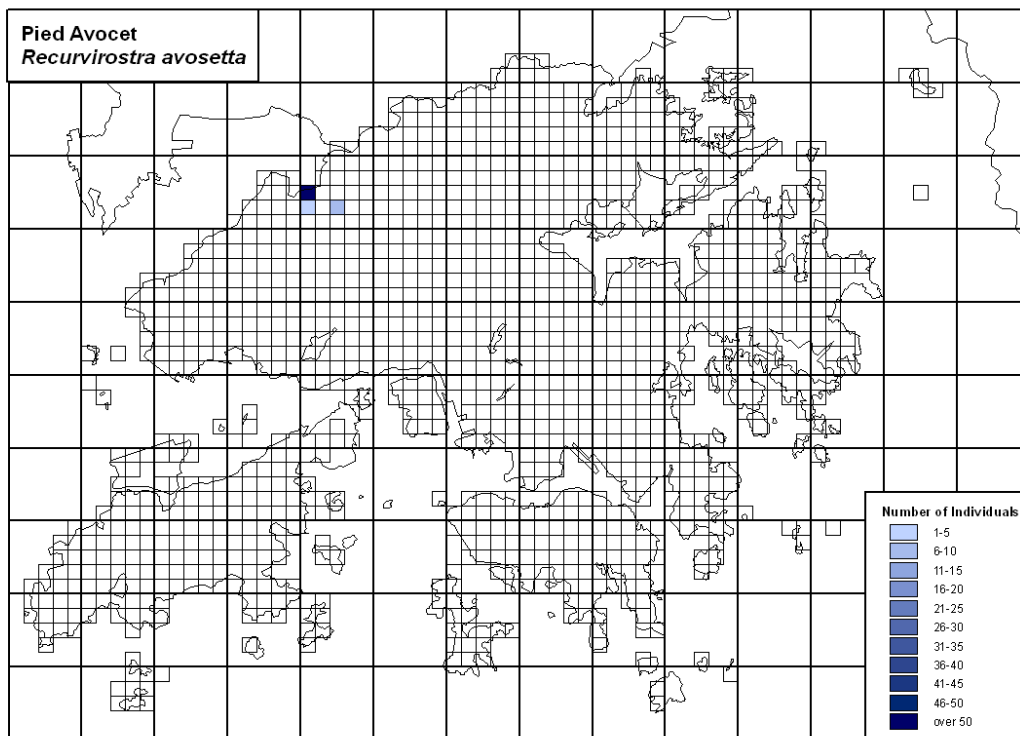 Pied Avocet
Recurvirostra avosetta
Number of Individuals
1-5
6-10
11-15
16-20
21-25
26-30
31-35
36-40
41-45
46-50
over 50